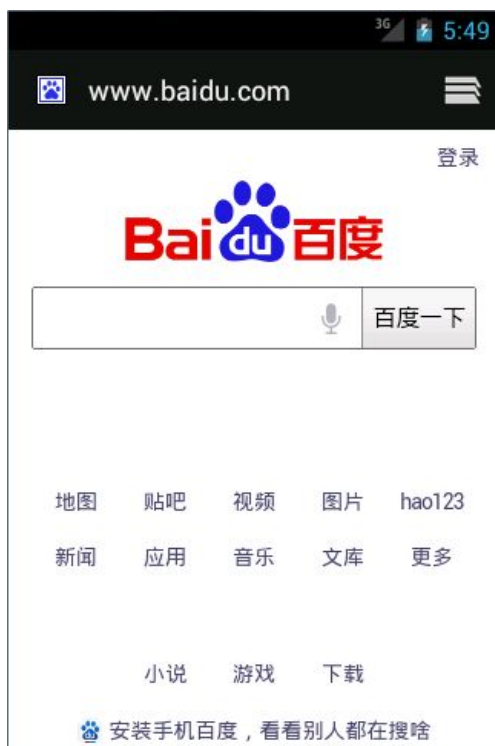 3G 5:49
www.baidu.com
登录
Bai du 百度
百度一下
地图 贴吧 视频 图片 hao123
新闻 应用 音乐 文库 更多
小说 游戏 下载
安装手机百度，看看别人都在搜啥